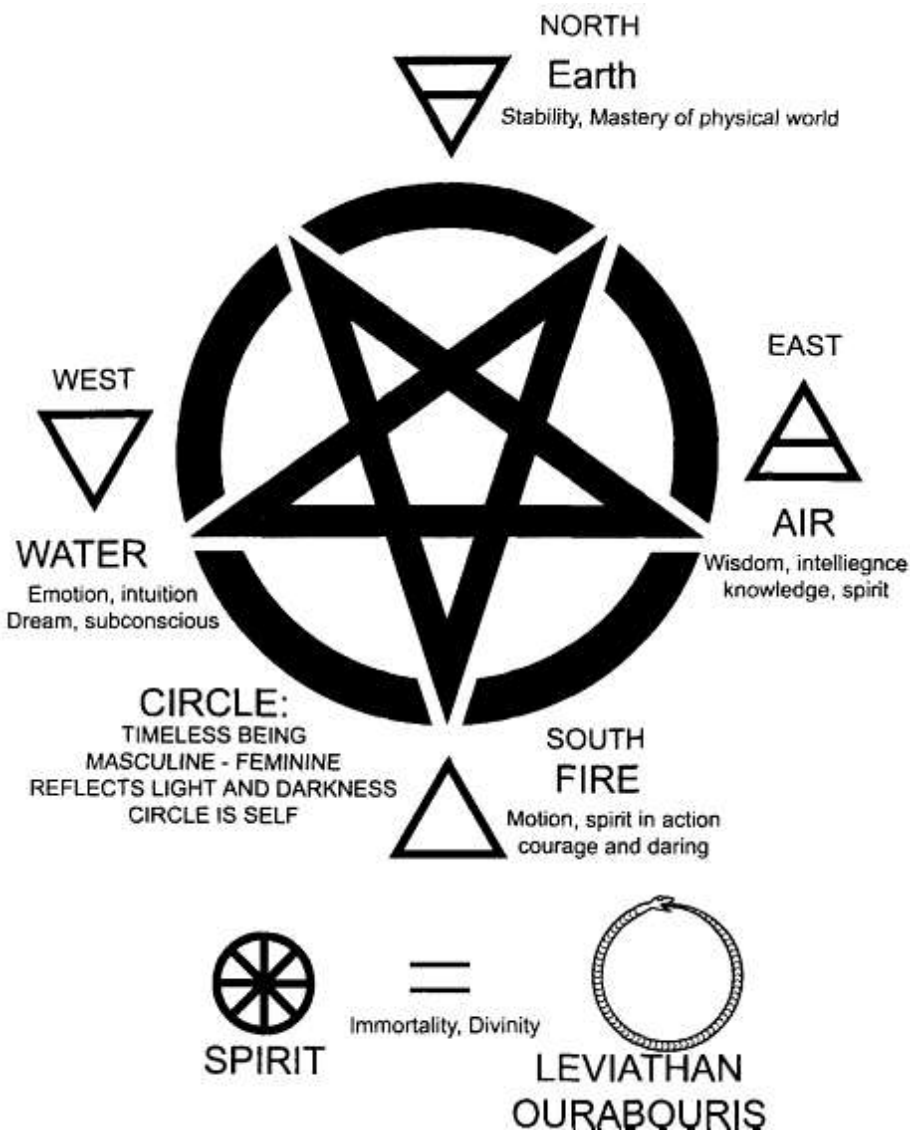 NORTH
Earth
Stability, Mastery of physical world
EAST
WEST
AIR
Wisdom, intelliegnce
knowledge, spirit
WATER
Emotion, intuition
Dream, subconscious
CIRCLE:
TIMELESS BEING
MASCULINE - FEMININE
REFLECTS LIGHT AND DARKNESS
CIRCLE IS SELF
SOUTH
FIRE
Motion, spirit in action
courage and daring
Immortality, Divinity
SPIRIT
LEVIATHAN
OURABOURIS